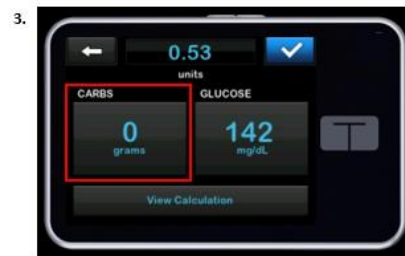 3.
0.53
units
CARBS GLUCOSE
0 142
grams mg/dL
View Calculation